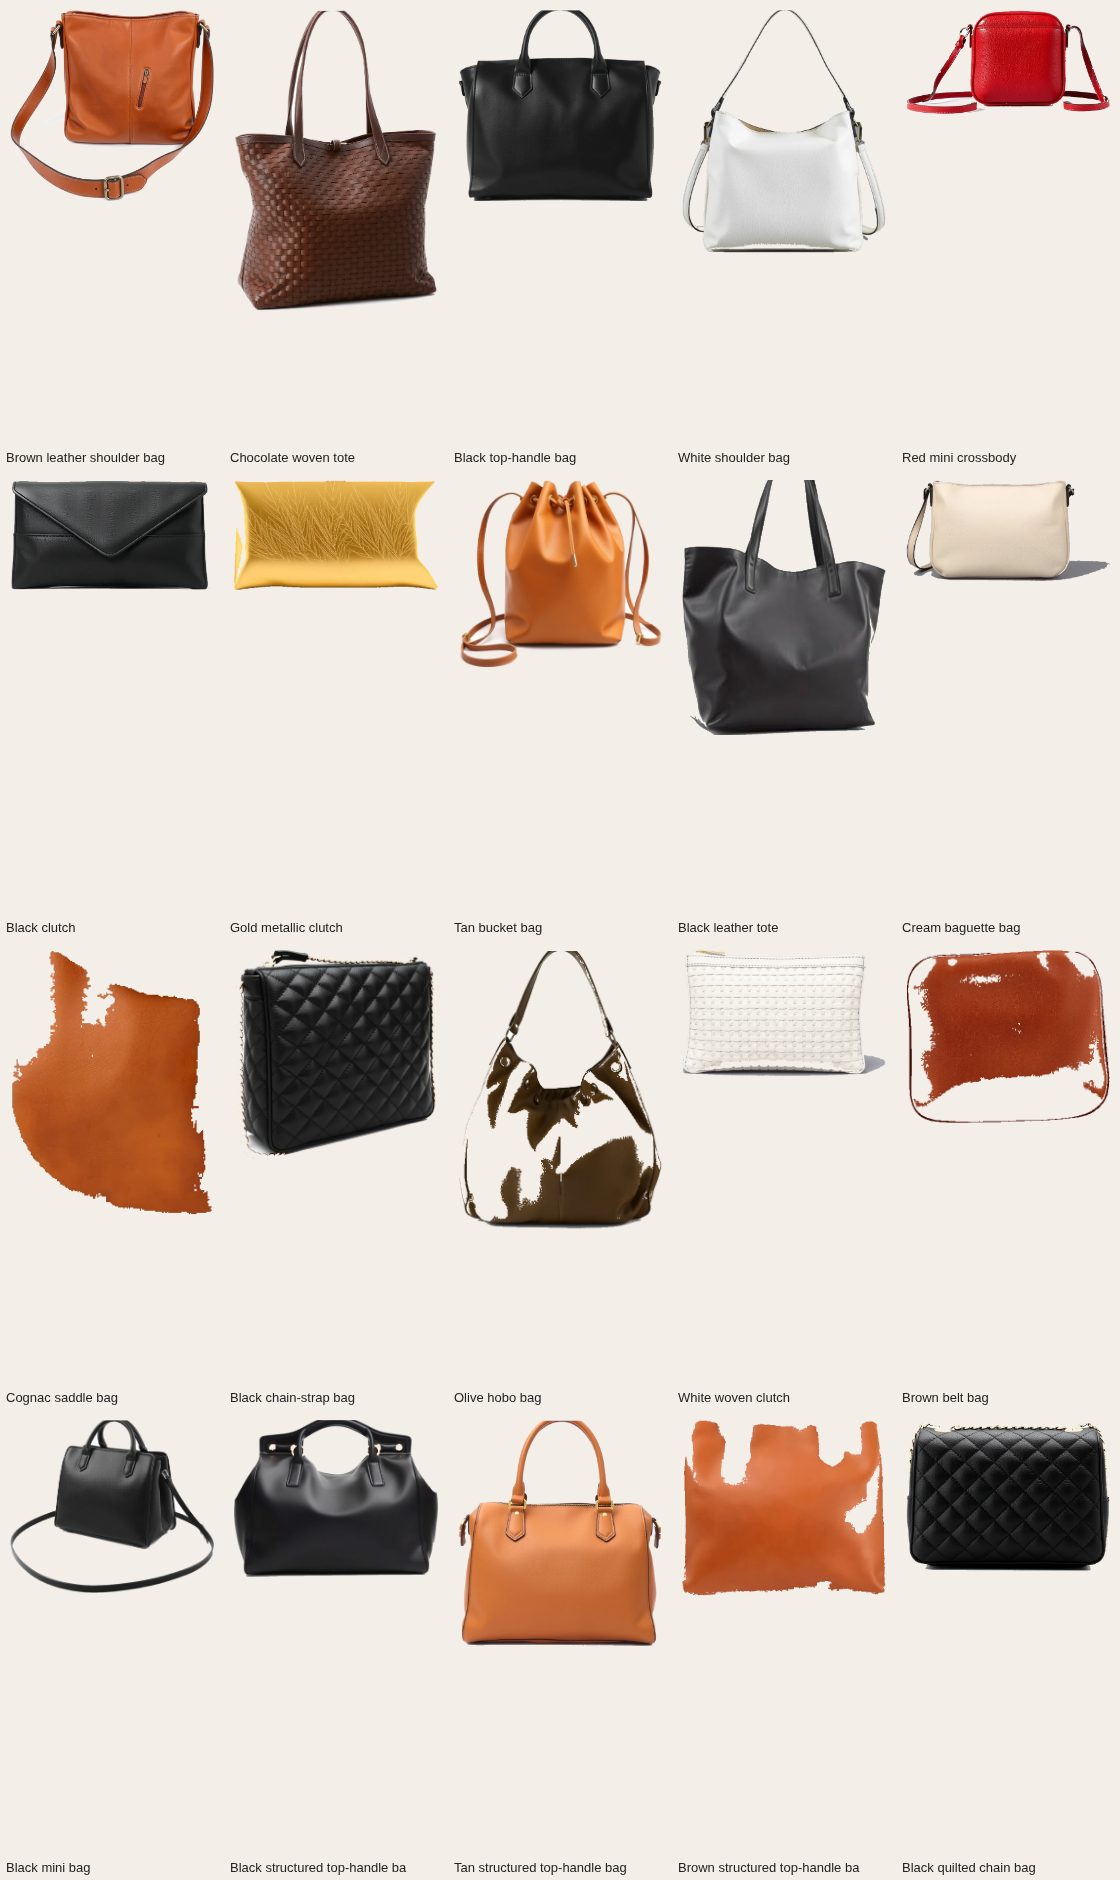 Brown leather shoulder bag
Chocolate woven tote
Black top-handle bag
White shoulder bag
Red mini crossbody
Black clutch
Gold metallic clutch
Tan bucket bag
Black leather tote
Cream baguette bag
Cognac saddle bag
Black chain-strap bag
Olive hobo bag
White woven clutch
Brown belt bag
Black mini bag
Black structured top-handle ba
Tan structured top-handle bag
Brown structured top-handle ba
Black quilted chain bag